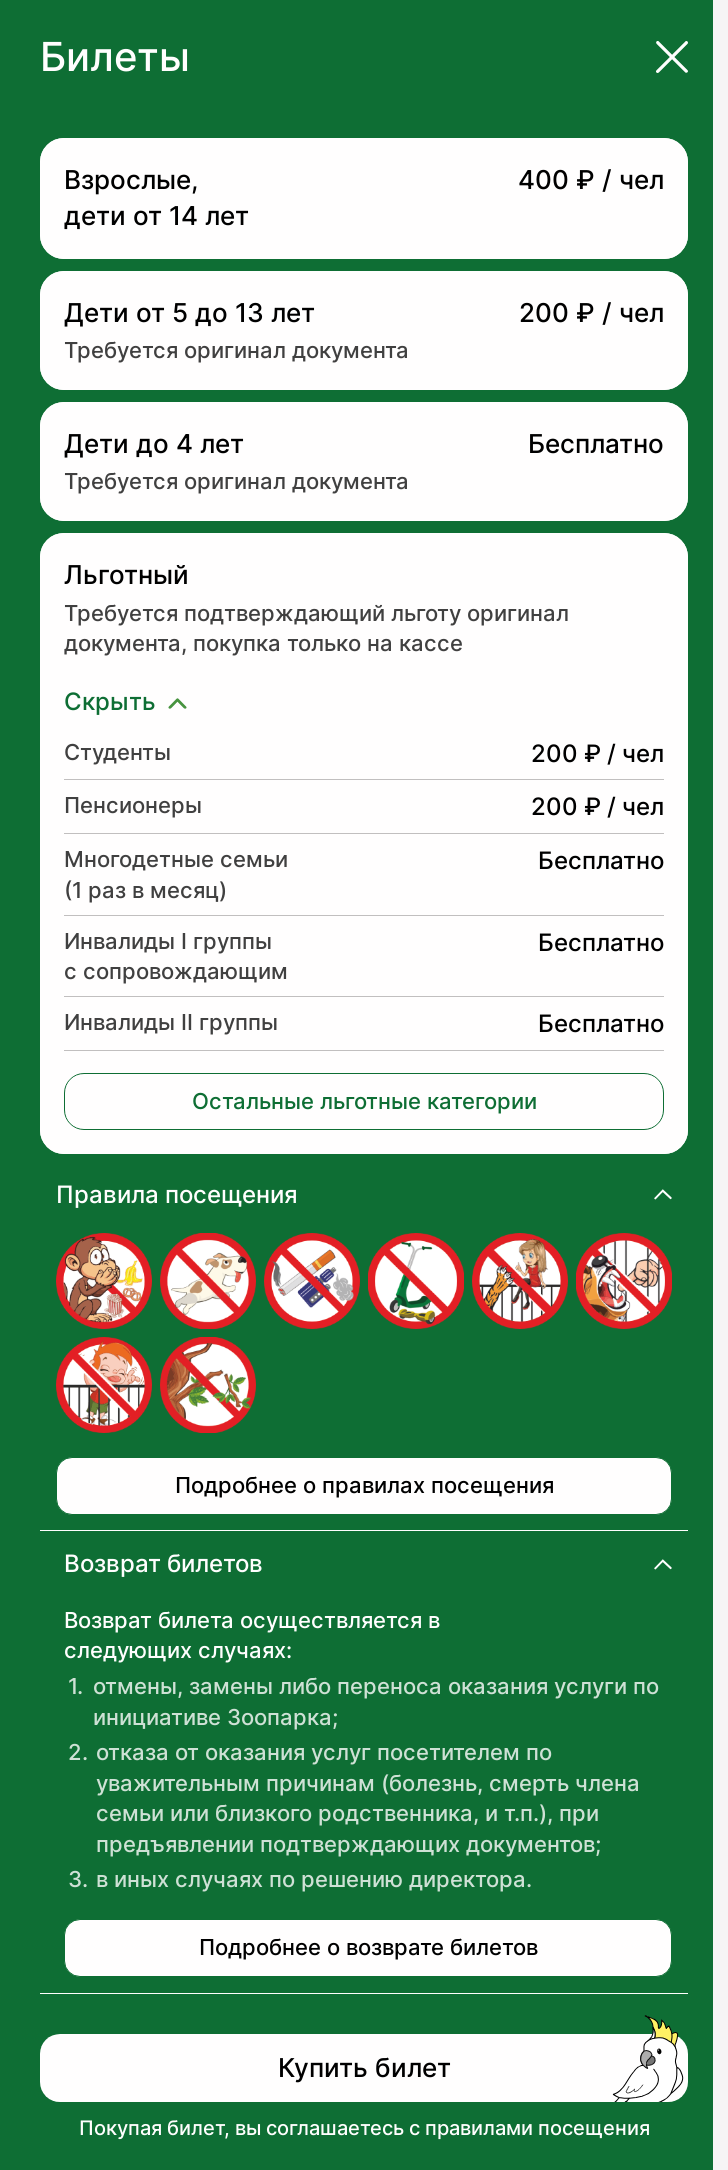 Билеты
Взрослые,
дети от 14 лет
400 ₽ / чел
Дети от 5 до 13 лет
200 ₽ / чел
Требуется оригинал документа
Дети до 4 лет
Бесплатно
Требуется оригинал документа
Льготный
Требуется подтверждающий льготу оригинал
документа, покупка только на кассе
Скрыть
Студенты
200 ₽ / чел
Пенсионеры
200 ₽ / чел
Многодетные семьи
(1 раз в месяц)
Бесплатно
Инвалиды I группы
с сопровождающим
Бесплатно
Инвалиды II группы
Бесплатно
Остальные льготные категории
Правила посещения
Подробнее о правилах посещения
Возврат билетов
Возврат билета осуществляется в
следующих случаях:
1. отмены, замены либо переноса оказания услуги по
инициативе Зоопарка;
2. отказа от оказания услуг посетителем по
уважительным причинам (болезнь, смерть члена
семьи или близкого родственника, и т.п.), при
предъявлении подтверждающих документов;
3. в иных случаях по решению директора.
Подробнее о возврате билетов
Купить билет
Покупая билет, вы соглашаетесь с правилами посещения